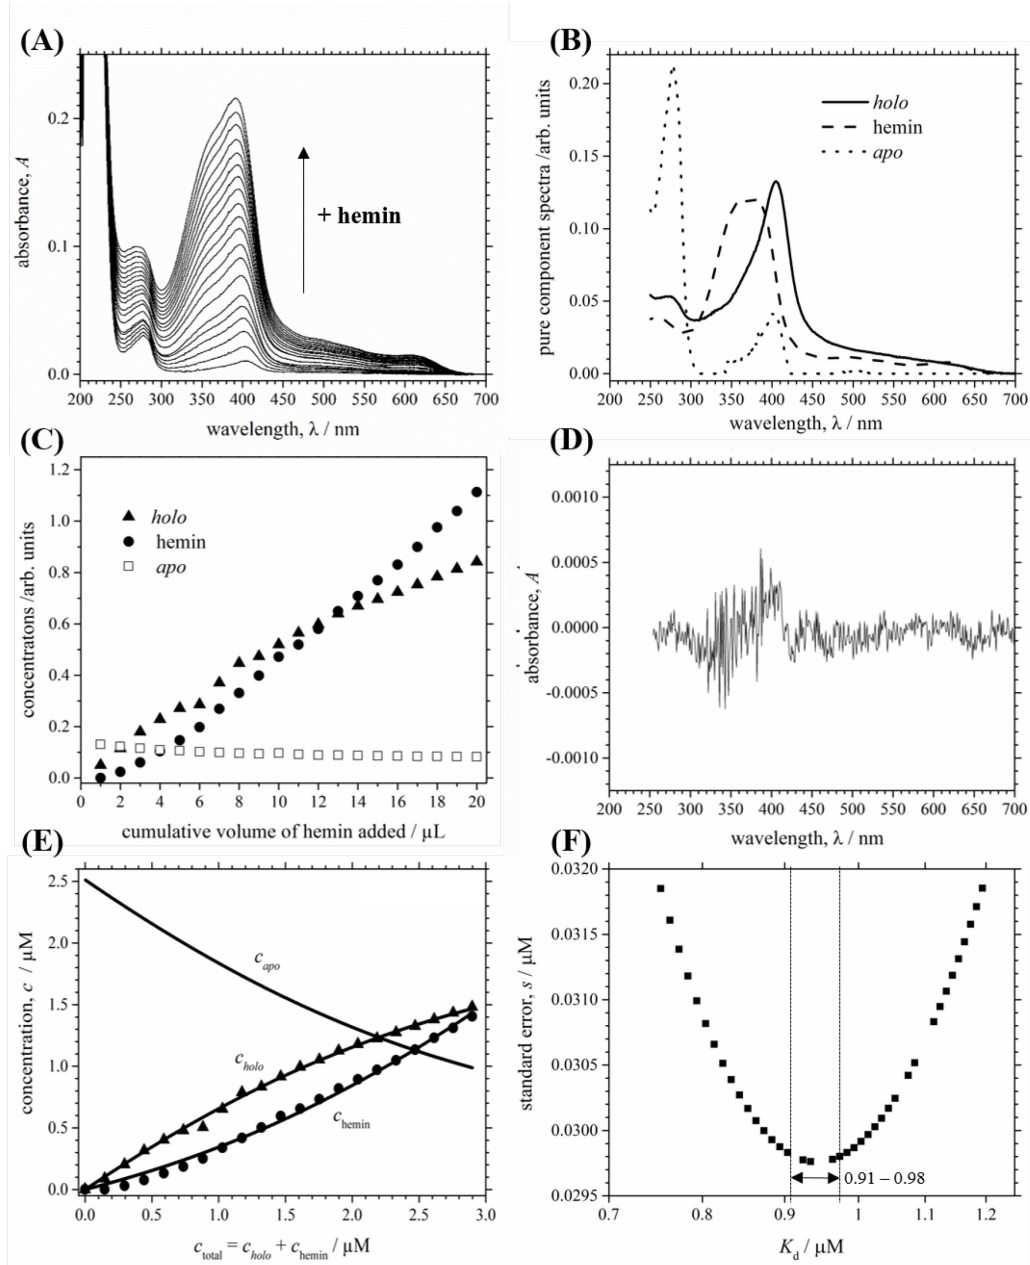 (A)
0.2
0.1
0.0
absorbance, A
+ hemin
200 250 300 350 400 450 500 550 600 650 700
wavelength, λ / nm
(B)
0.20
0.15
0.10
0.05
0.00
pure component spectra /arb. units
holo
hemin
apo
200 250 300 350 400 450 500 550 600 650 700
wavelength, λ / nm
(C)
1.2
1.0
0.8
0.6
0.4
0.2
0.0
concentratons /arb. units
holo
hemin
apo
0 2 4 6 8 10 12 14 16 18 20
cumulative volume of hemin added / μL
(D)
0.0010
0.0005
0.0000
-0.0005
-0.0010
absorbance, A
200 250 300 350 400 450 500 550 600 650 700
wavelength, λ / nm
(E)
2.5
2.0
1.5
1.0
0.5
0.0
concentration, c / μM
c_apo
c_holo
c_hemin
0.0 0.5 1.0 1.5 2.0 2.5 3.0
c_total = c_holo + c_hemin / μM
(F)
0.0320
0.0315
0.0310
0.0305
0.0300
0.0295
standard error, s / μM
0.91 – 0.98
0.7 0.8 0.9 1 1.1 1.2
K_d / μM